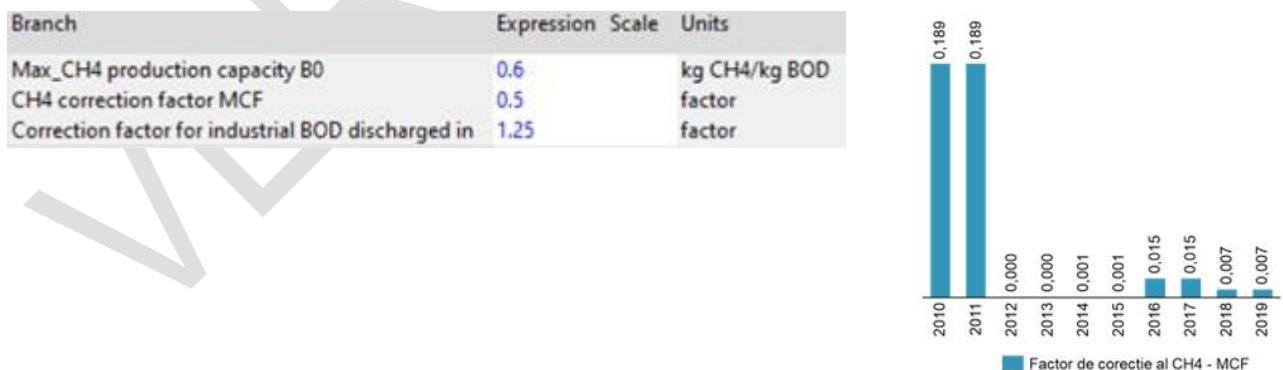 Branch Expression Scale Units
Max_CH4 production capacity B0 0.6 kg CH4/kg BOD
CH4 correction factor MCF 0.5 factor
Correction factor for industrial BOD discharged in 1.25 factor
0,189 0,189 0,000 0,000 0,001 0,001 0,015 0,015 0,007 0,007
2010 2011 2012 2013 2014 2015 2016 2017 2018 2019
Factor de corectie al CH4 - MCF